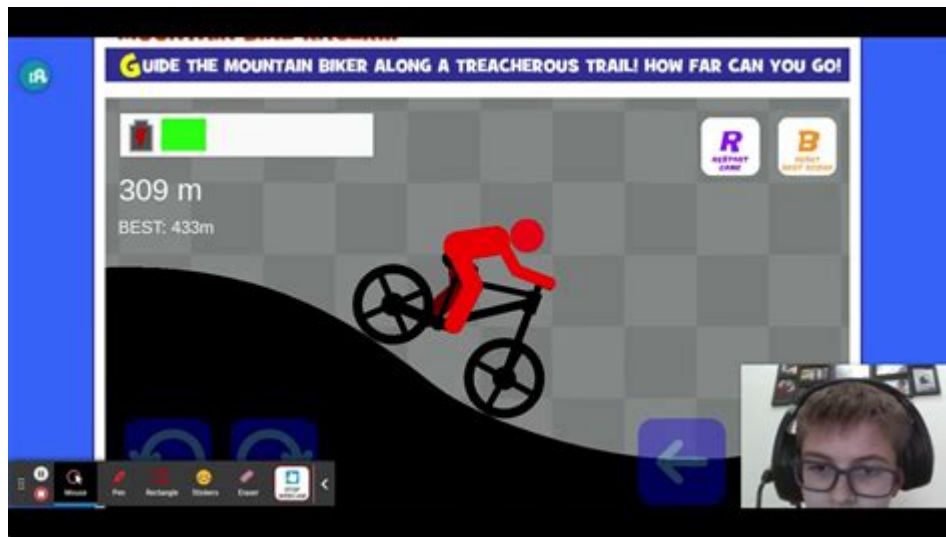 GUIDE THE MOUNTAIN BIKER ALONG A TREACHEROUS TRAIL! HOW FAR CAN YOU GO!
R
RESTART
GAME
B
RESET
BEST SCORE
309 m
BEST: 433m
Mouse
Pen
Rectangle
Stickers
Eraser